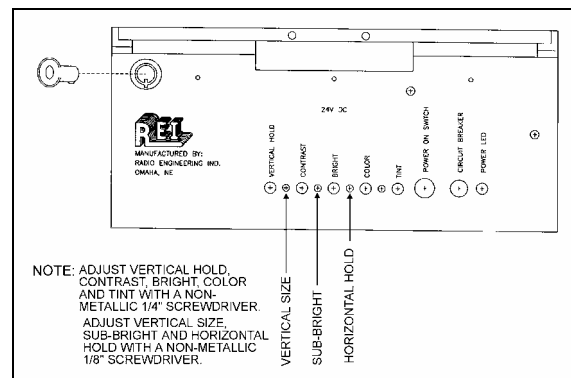 24V DC
REI
MANUFACTURED BY:
RADIO ENGINEERING IND.
OMAHA, NE
VERTICAL HOLD
CONTRAST
BRIGHT
COLOR
TINT
POWER ON SWITCH
CIRCUIT BREAKER
POWER LED
VERTICAL SIZE
SUB-BRIGHT
HORIZONTAL HOLD
NOTE: ADJUST VERTICAL HOLD,
CONTRAST, BRIGHT, COLOR
AND TINT WITH A NON-
METALLIC 1/4" SCREWDRIVER.
ADJUST VERTICAL SIZE,
SUB-BRIGHT AND HORIZONTAL
HOLD WITH A NON-METALLIC
1/8" SCREWDRIVER.